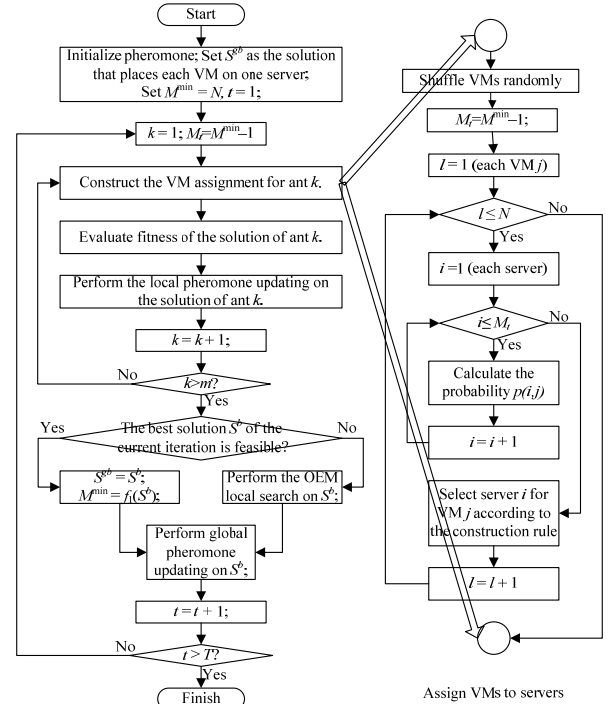 Start
Initialize pheromone; Set S^gb as the solution
that places each VM on one server;
Set M^min = N, t = 1;
k = 1; M_t=M^min−1
Construct the VM assignment for ant k.
Evaluate fitness of the solution of ant k.
Perform the local pheromone updating on
the solution of ant k.
k = k + 1;
No
k>m?
Yes
Yes
The best solution S^b of the
current iteration is feasible?
No
S^gb = S^b;
M^min = f_1(S^b);
Perform the OEM
local search on S^b;
Perform global
pheromone
updating on S^b;
t = t + 1;
No
t > T?
Yes
Finish
Shuffle VMs randomly
M_t=M^min−1;
l = 1 (each VM j)
l ≤ N
No
Yes
i =1 (each server)
i ≤ M_t
No
Yes
Calculate the
probability p(i,j)
i = i + 1
Select server i for
VM j according to
the construction rule
l = l + 1
Assign VMs to servers